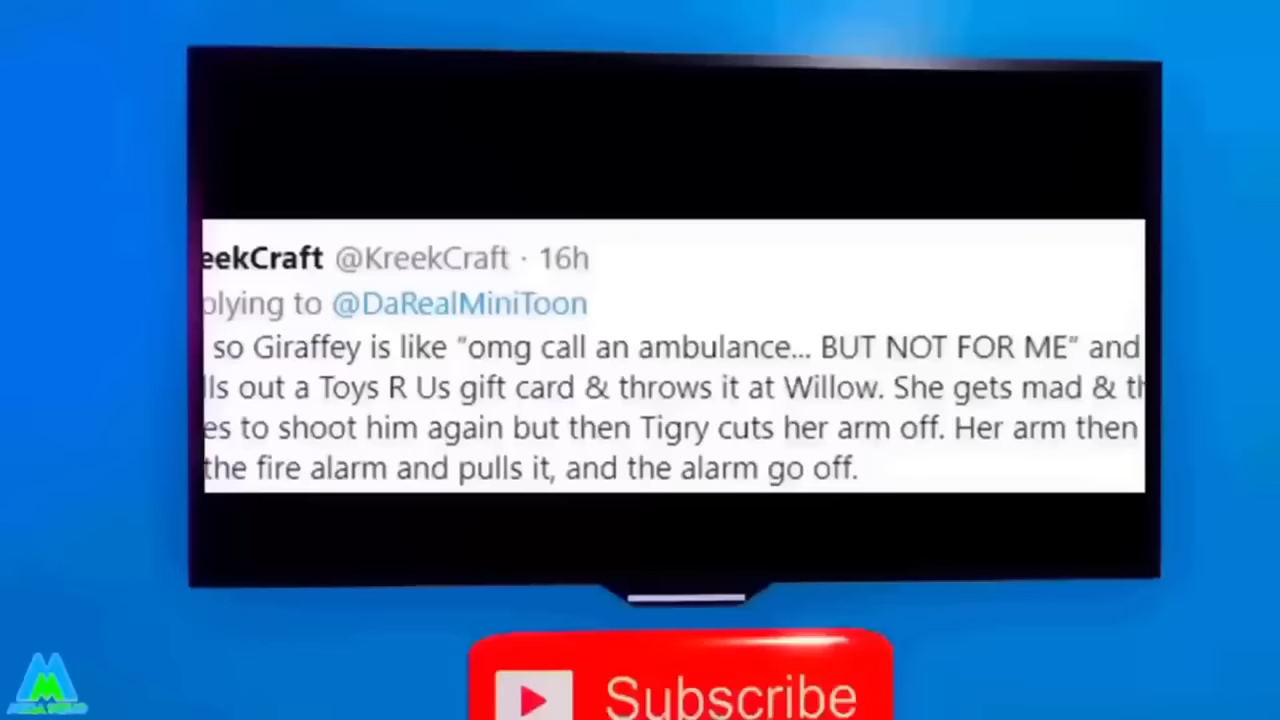 eekCraft @KreekCraft · 16h
plying to @DaRealMiniToon
so Giraffey is like "omg call an ambulance... BUT NOT FOR ME" and
lls out a Toys R Us gift card & throws it at Willow. She gets mad & th
es to shoot him again but then Tigry cuts her arm off. Her arm then
the fire alarm and pulls it, and the alarm go off.
Subscribe